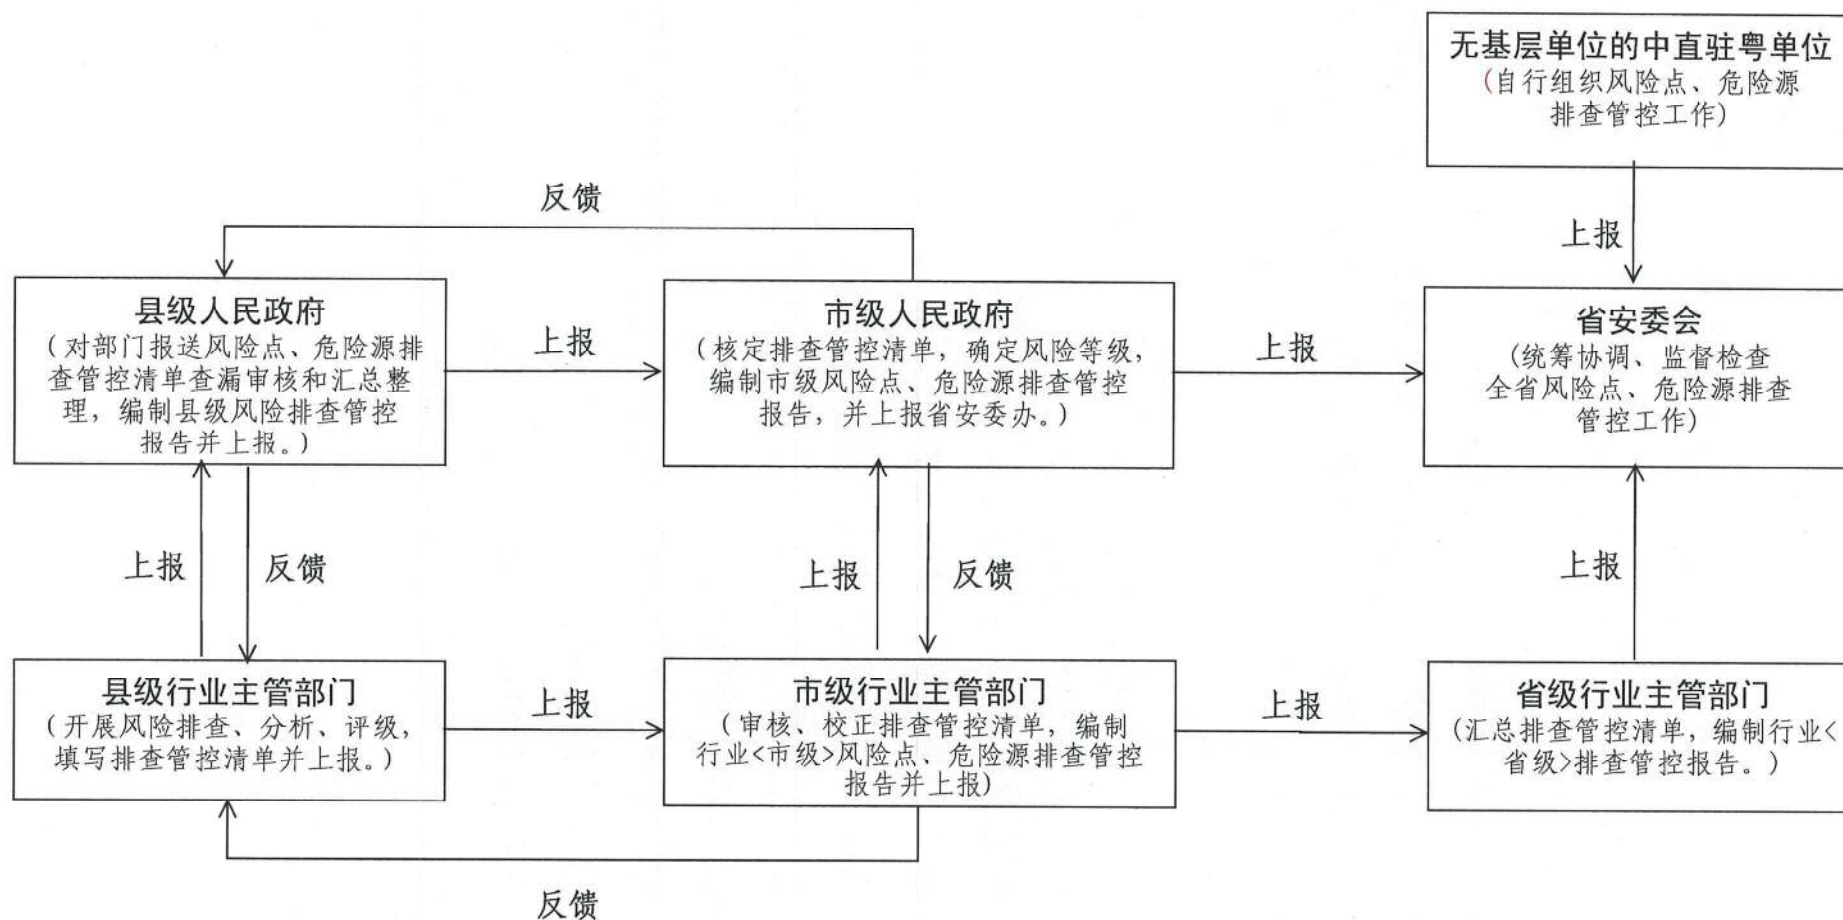 无基层单位的中直驻粤单位
(自行组织风险点、危险源
排查管控工作)
上报
反馈
县级人民政府
(对部门报送风险点、危险源排
查管控清单查漏审核和汇总整
理，编制县级风险排查管控
报告并上报。)
上报
市级人民政府
(核定排查管控清单，确定风险等级，
编制市级风险点、危险源排查管控
报告，并上报省安委办。)
上报
省安委会
(统筹协调、监督检查
全省风险点、危险源排查
管控工作)
上报
反馈
上报
反馈
上报
县级行业主管部门
(开展风险排查、分析、评级，
填写排查管控清单并上报。)
上报
市级行业主管部门
(审核、校正排查管控清单，编制
行业<市级>风险点、危险源排查管控
报告并上报)
上报
省级行业主管部门
(汇总排查管控清单，编制行业<
省级>排查管控报告。)
反馈